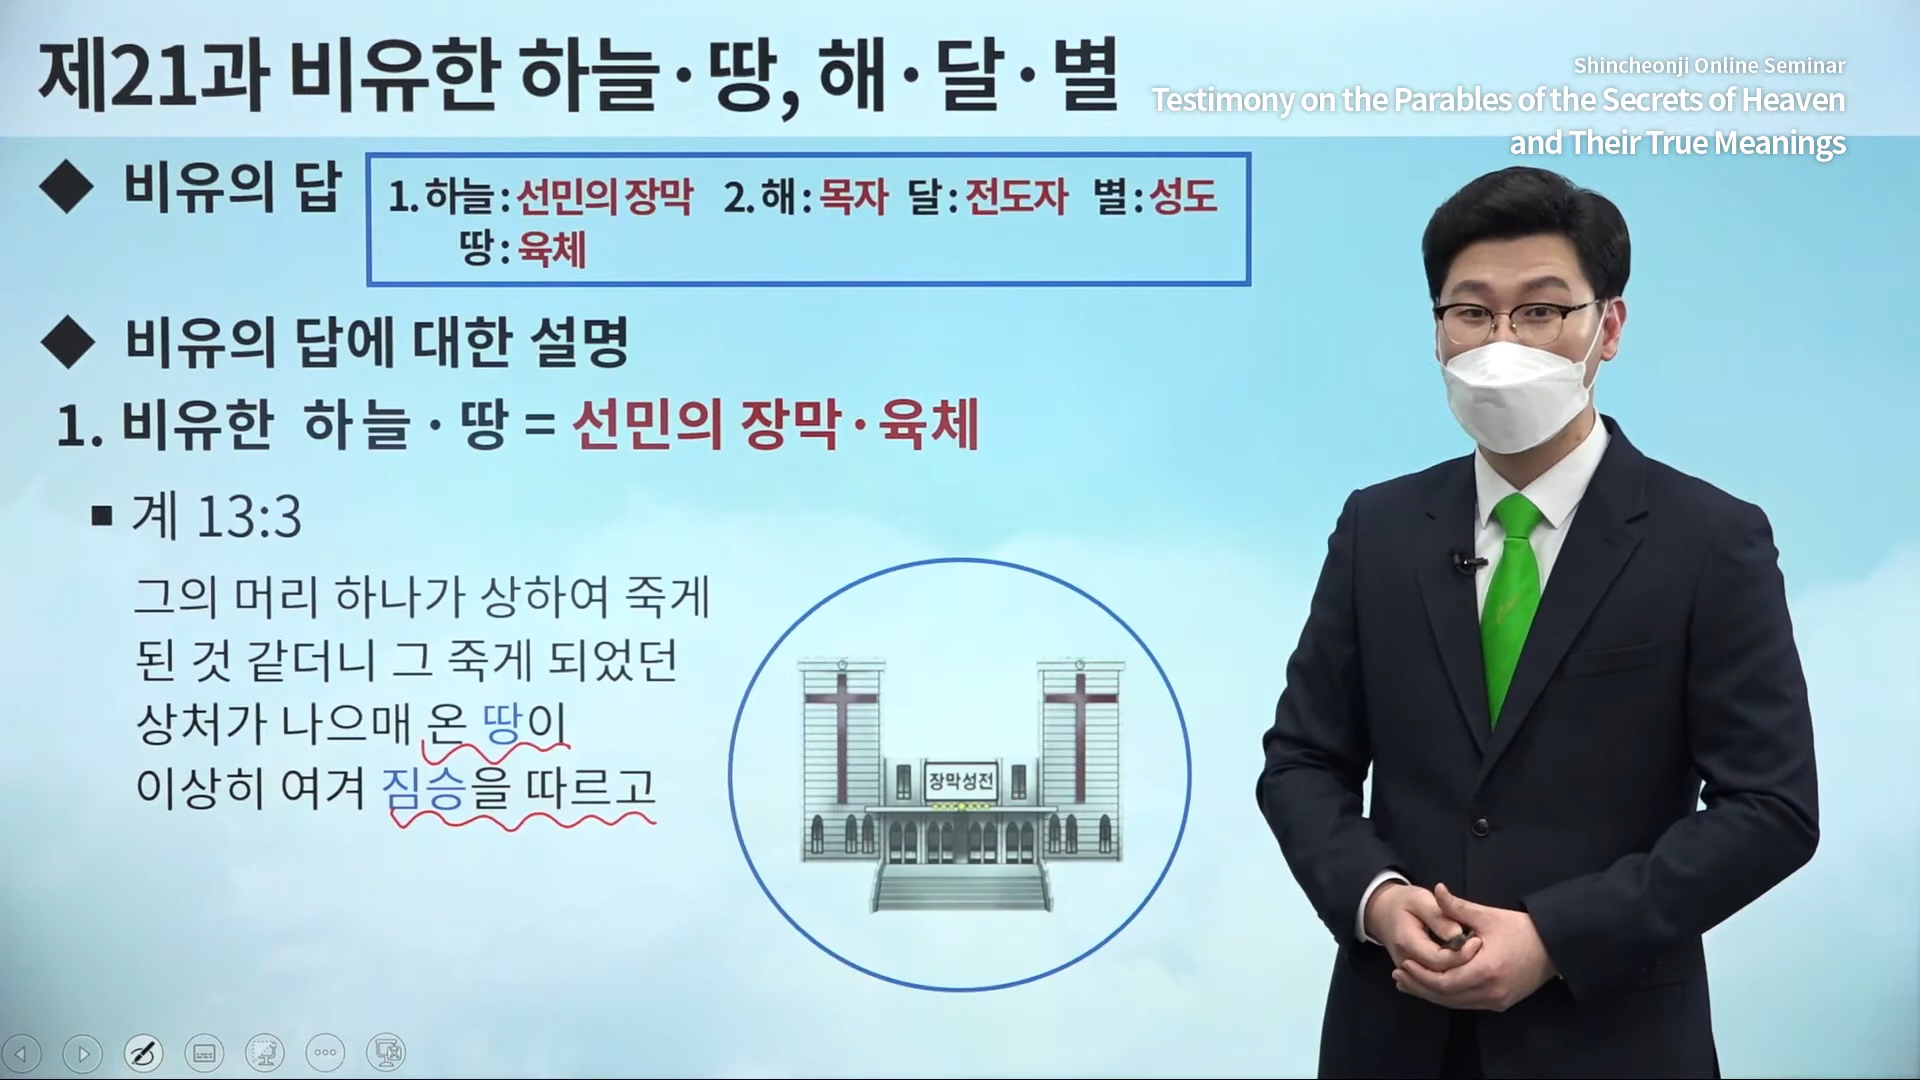 제21과 비유한 하늘·땅, 해·달·별
Shincheonji Online Seminar
Testimony on the Parables of the Secrets of Heaven
and Their True Meanings
◆ 비유의 답
1. 하늘 : 선민의 장막 2. 해 : 목자 달 : 전도자 별 : 성도
땅 : 육체
◆ 비유의 답에 대한 설명
1. 비유한 하늘·땅 = 선민의 장막·육체
▪ 계 13:3
그의 머리 하나가 상하여 죽게
된 것 같더니 그 죽게 되었던
상처가 나으매 온 땅이
이상히 여겨 짐승을 따르고
장막성전